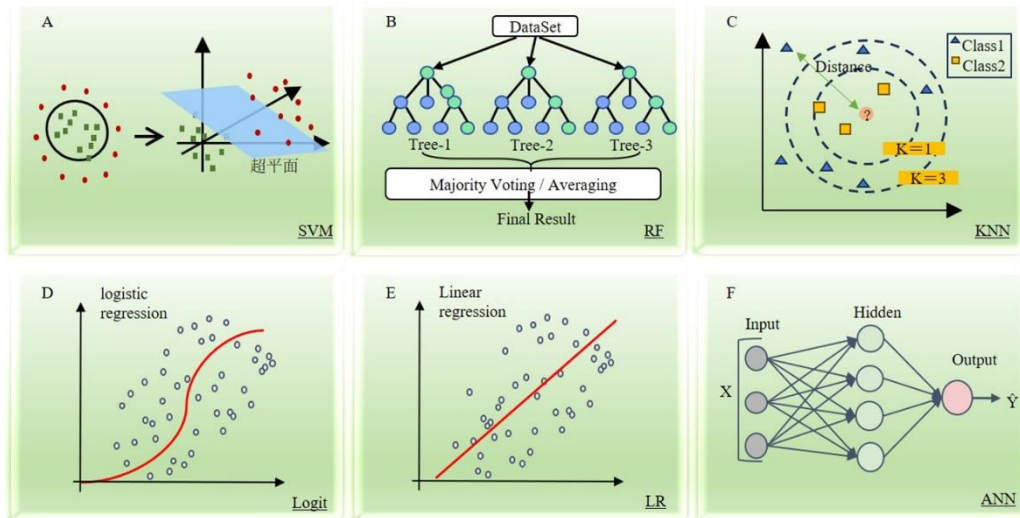 A
超平面
SVM
B
DataSet
Tree-1
Tree-2
Tree-3
Majority Voting / Averaging
Final Result
RF
C
Class1
Class2
Distance
?
K=1
K=3
KNN
D
logistic
regression
Logit
E
Linear
regression
LR
F
Input
Hidden
Output
X
Ŷ
ANN